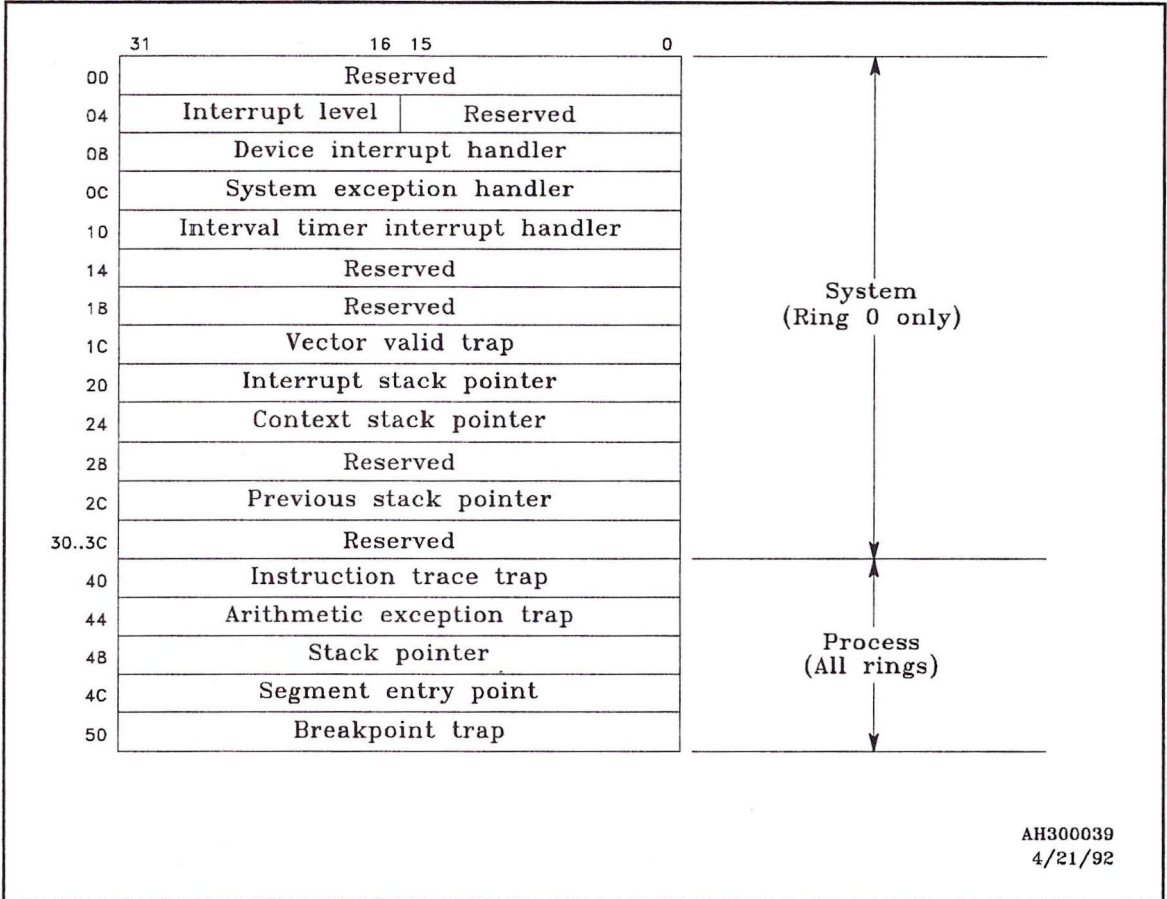 31 16 15 0
00 Reserved
04 Interrupt level Reserved
08 Device interrupt handler
0C System exception handler
10 Interval timer interrupt handler
14 Reserved
18 Reserved
1C Vector valid trap
20 Interrupt stack pointer
24 Context stack pointer
28 Reserved
2C Previous stack pointer
30..3C Reserved
40 Instruction trace trap
44 Arithmetic exception trap
48 Stack pointer
4C Segment entry point
50 Breakpoint trap
System
(Ring 0 only)
Process
(All rings)
AH300039
4/21/92